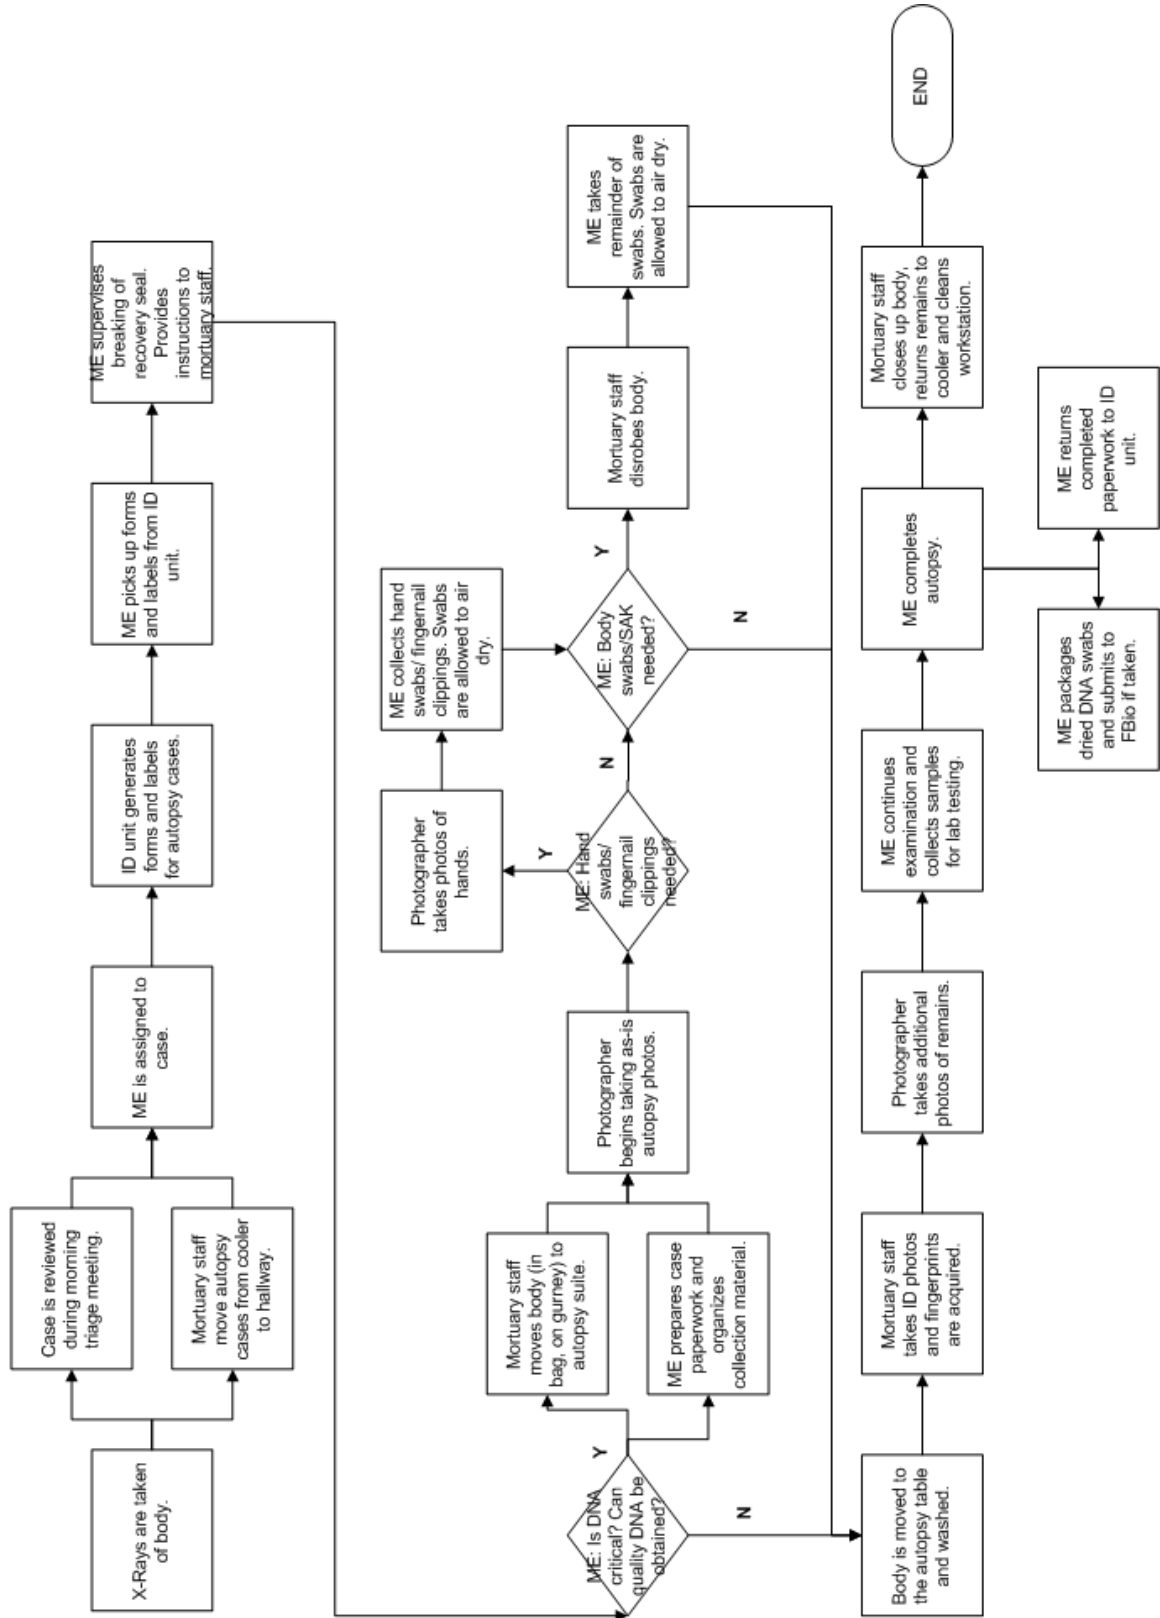 X-Rays are taken
of body.
Case is reviewed
during morning
triage meeting.
Mortuary staff
move autopsy
cases from cooler
to hallway.
ME is assigned to
case.
ID unit generates
forms and labels
for autopsy cases.
ME picks up forms
and labels from ID
unit.
ME supervises
breaking of
recovery seal.
Provides
instructions to
mortuary staff.
ME: Is DNA
critical? Can
quality DNA be
obtained?
Y
N
Mortuary staff
moves body (in
bag, on gurney) to
autopsy suite.
ME prepares case
paperwork and
organizes
collection material.
Photographer
begins taking as-is
autopsy photos.
ME: Hand
swabs/
fingernail
clippings
needed?
Y
N
Photographer
takes photos of
hands.
ME collects hand
swabs/ fingernail
clippings. Swabs
are allowed to air
dry.
ME: Body
swabs/SAK
needed?
Y
N
Mortuary staff
disrobes body.
ME takes
remainder of
swabs. Swabs are
allowed to air dry.
Body is moved to
the autopsy table
and washed.
Mortuary staff
takes ID photos
and fingerprints
are acquired.
Photographer
takes additional
photos of remains.
ME continues
examination and
collects samples
for lab testing.
ME completes
autopsy.
ME packages
dried DNA swabs
and submits to
FBio if taken.
ME returns
completed
paperwork to ID
unit.
Mortuary staff
closes up body,
returns remains to
cooler and cleans
workstation.
END